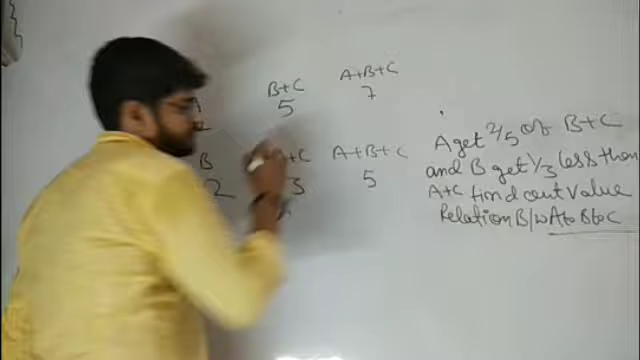 B+C A+B+C
5 7
B +C A+B+C
2 3 5
A get 2/5 of B+C
and B get 1/3 less than
A+C find out value
Relation B/w A to B to C